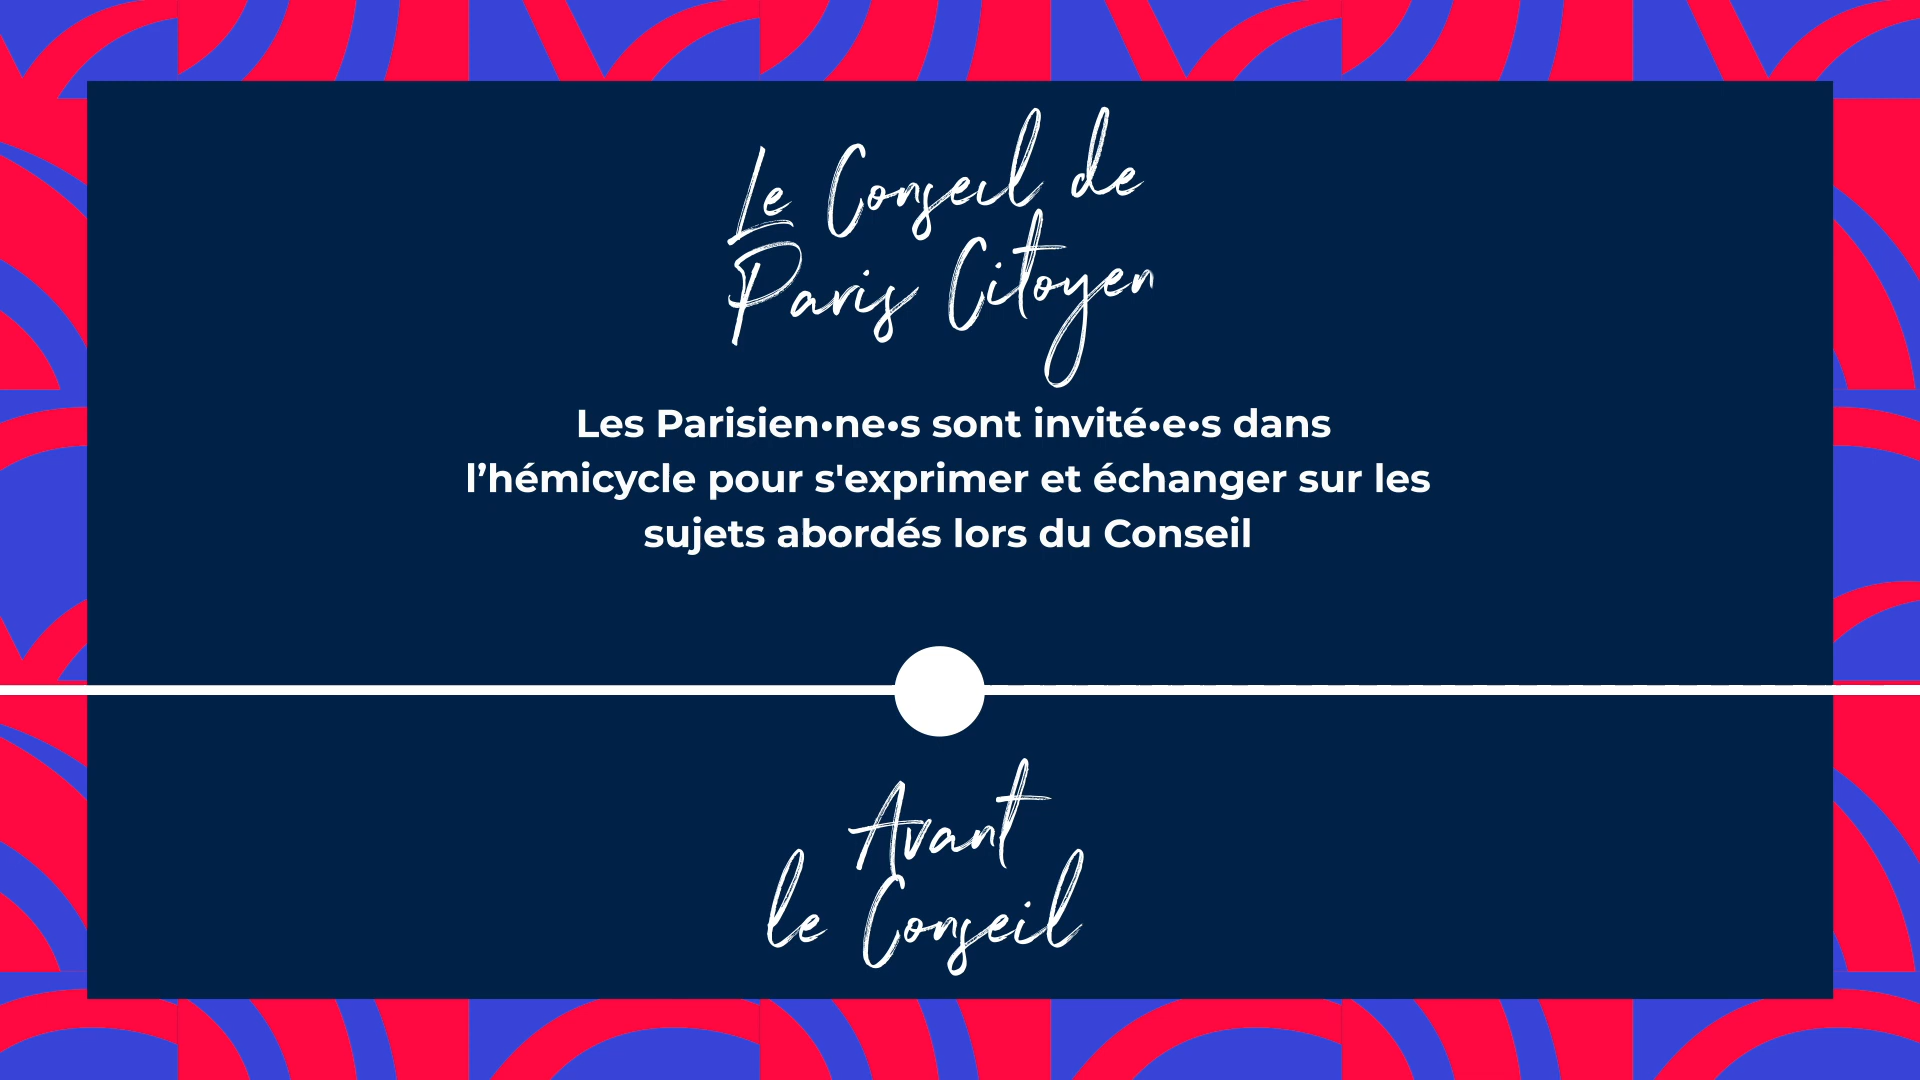 Le Conseil de
Paris Citoyen
Les Parisien•ne•s sont invité•e•s dans
l’hémicycle pour s'exprimer et échanger sur les
sujets abordés lors du Conseil
Avant
le Conseil